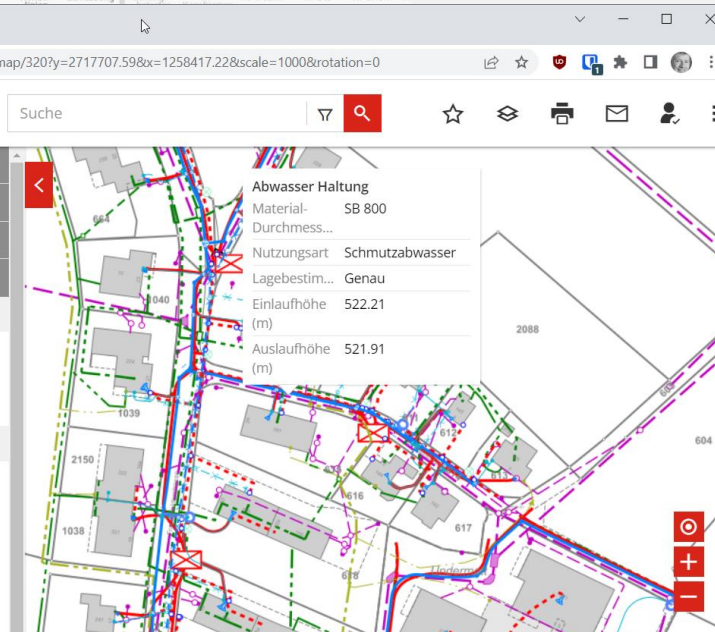 map/320?y=2717707.59&x=1258417.22&scale=1000&rotation=0
1
Suche
Abwasser Haltung
Material-
Durchmess...
SB 800
Nutzungsart Schmutzabwasser
Lagebestim... Genau
Einlaufhöhe
(m)
522.21
Auslaufhöhe
(m)
521.91
664
1040
2088
1039
612
604
2150
616
617
1038
618